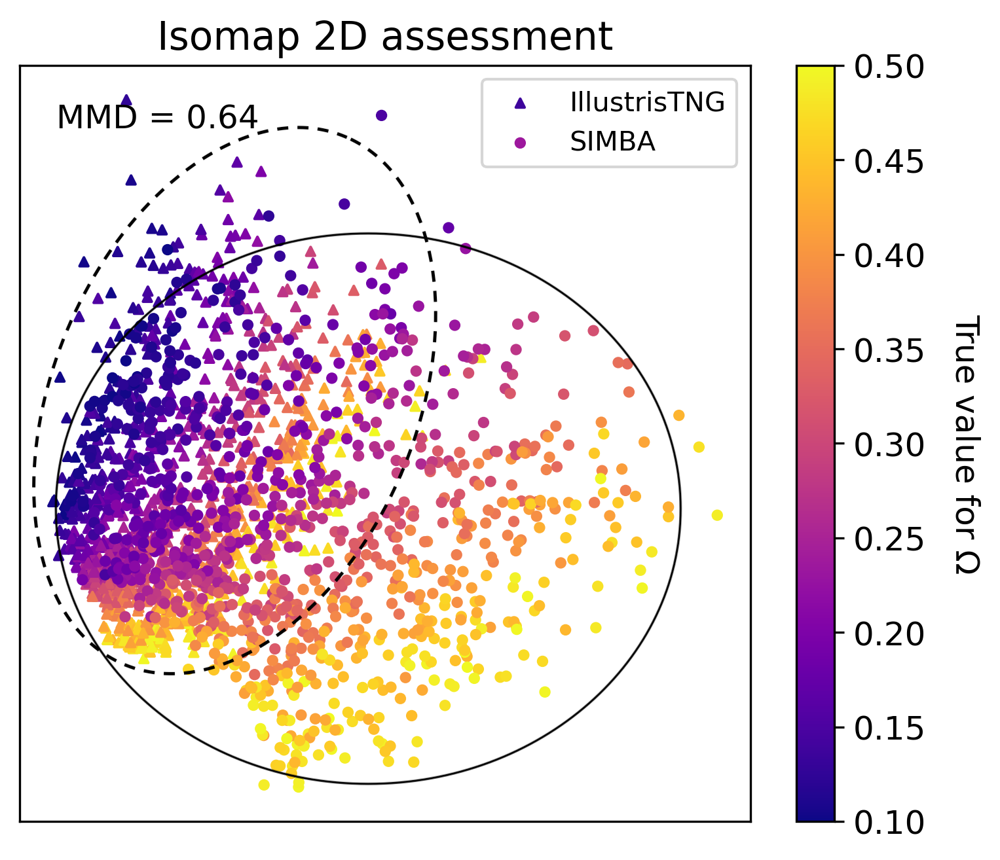 Isomap 2D assessment
MMD = 0.64
IllustrisTNG
SIMBA
0.50
0.45
0.40
0.35
0.30
0.25
0.20
0.15
0.10
True value for Ω